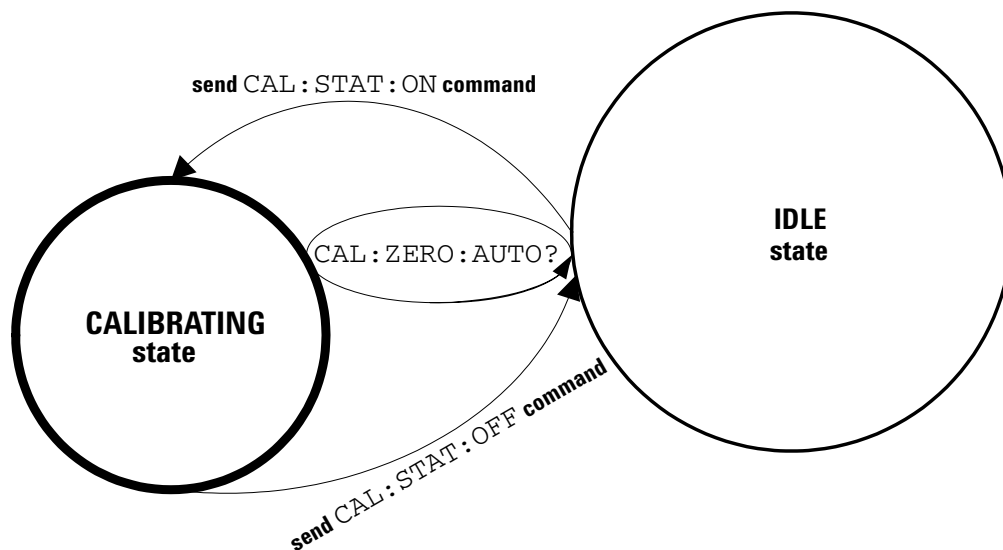 send CAL:STAT:ON command
IDLE
state
CAL:ZERO:AUTO?
CALIBRATING
state
send CAL:STAT:OFF command